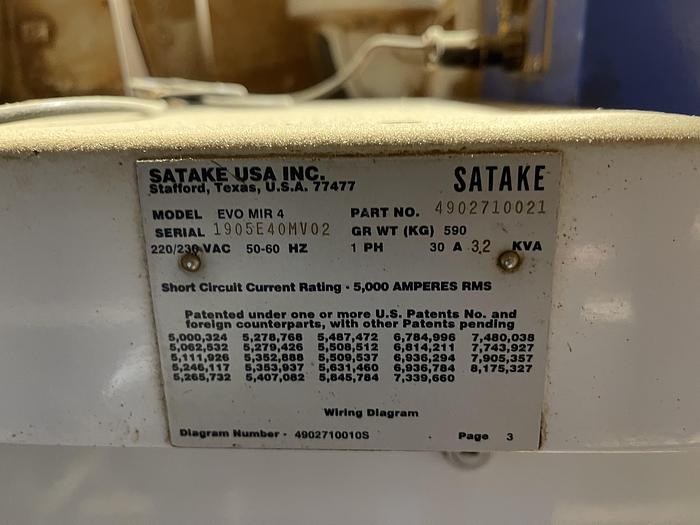 SATAKE USA INC.
Stafford, Texas, U.S.A. 77477
SATAKE
MODEL EVO MIR 4 PART NO. 4902710021
SERIAL 1905E40MV02 GR WT (KG) 590
220/230 VAC 50-60 HZ 1 PH 30 A 3.2 KVA
Short Circuit Current Rating - 5,000 AMPERES RMS
Patented under one or more U.S. Patents No. and
foreign counterparts, with other Patents pending
5,000,324 5,278,768 5,487,472 6,784,996 7,480,038
5,062,532 5,279,426 5,508,512 6,814,211 7,743,927
5,111,926 5,352,888 5,509,537 6,936,294 7,905,357
5,246,117 5,353,937 5,631,460 6,936,784 8,175,327
5,265,732 5,407,082 5,845,784 7,339,660
Wiring Diagram
Diagram Number - 4902710010S Page 3